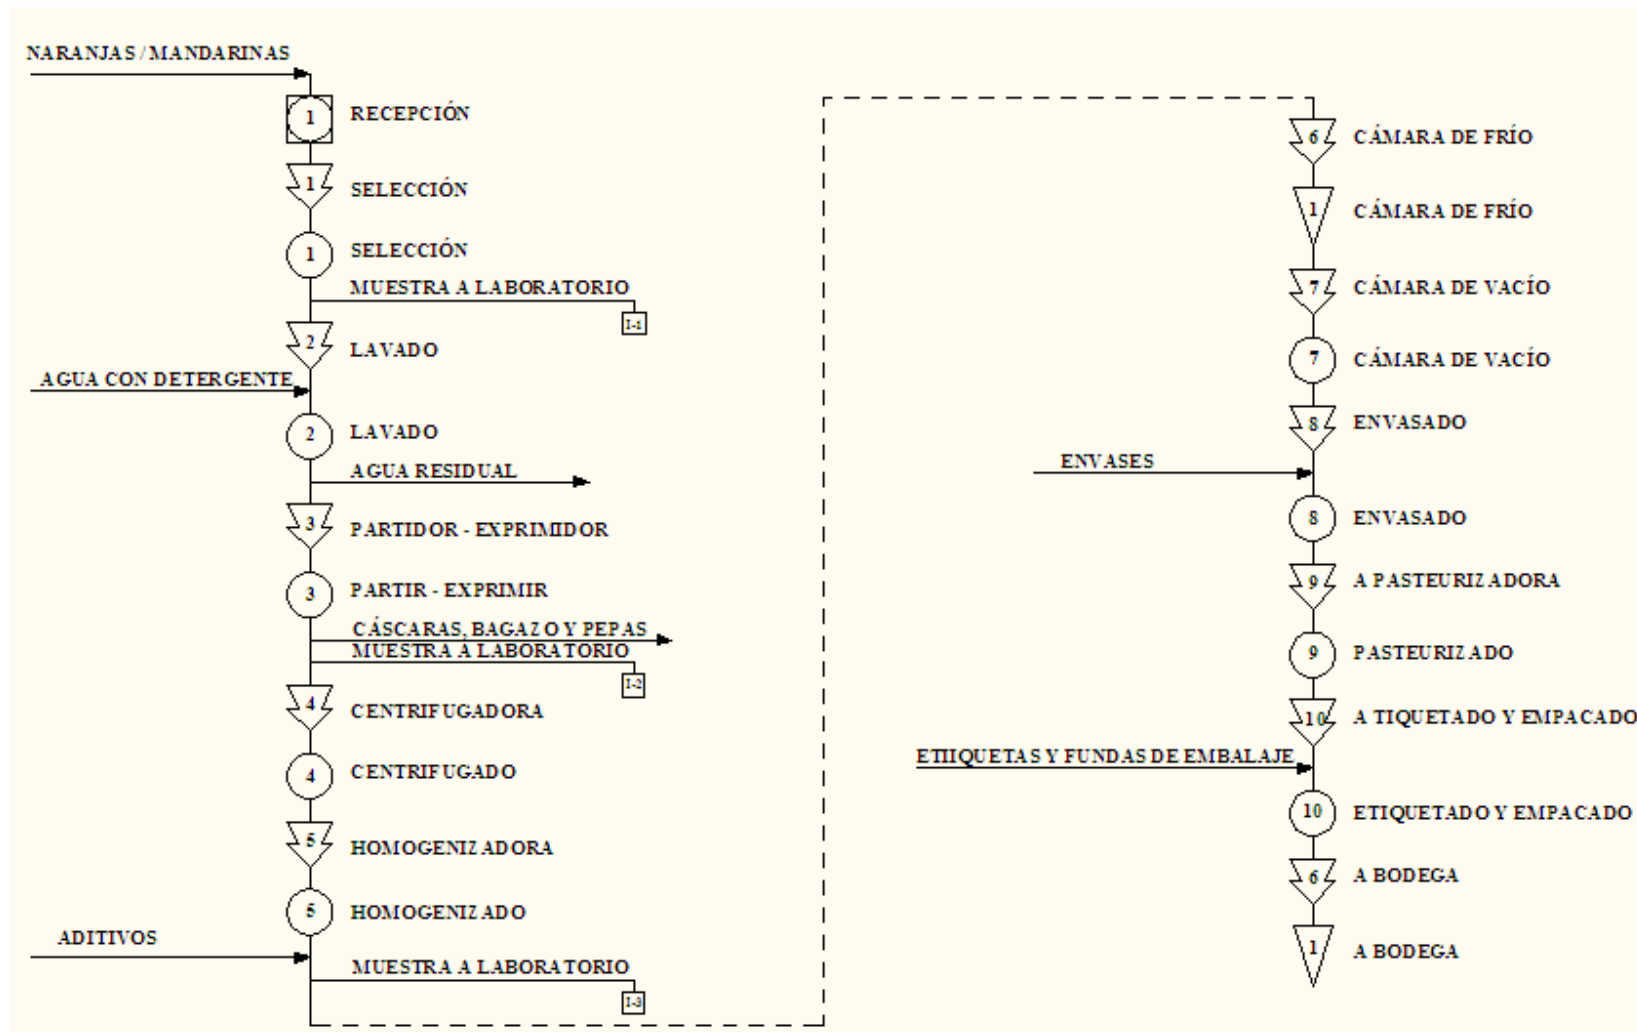 NARANJAS / MANDARINAS
1 RECEPCIÓN
1 SELECCIÓN
1 SELECCIÓN
MUESTRA A LABORATORIO
I-1
2 LAVADO
AGUA CON DETERGENTE
2 LAVADO
AGUA RESIDUAL
3 PARTIDOR - EXPRIMIDOR
3 PARTIR - EXPRIMIR
CÁSCARAS, BAGAZO Y PEPAS
MUESTRA A LABORATORIO
I-2
4 CENTRIFUGADORA
4 CENTRIFUGADO
5 HOMOGENIZADORA
5 HOMOGENIZADO
ADITIVOS
MUESTRA A LABORATORIO
I-3
6 CÁMARA DE FRÍO
1 CÁMARA DE FRÍO
7 CÁMARA DE VACÍO
7 CÁMARA DE VACÍO
8 ENVASADO
ENVASES
8 ENVASADO
9 A PASTEURIZADORA
9 PASTEURIZADO
10 A TIQUETADO Y EMPACADO
ETIIQUETAS Y FUNDAS DE EMBALAJE
10 ETIQUETADO Y EMPACADO
6 A BODEGA
1 A BODEGA